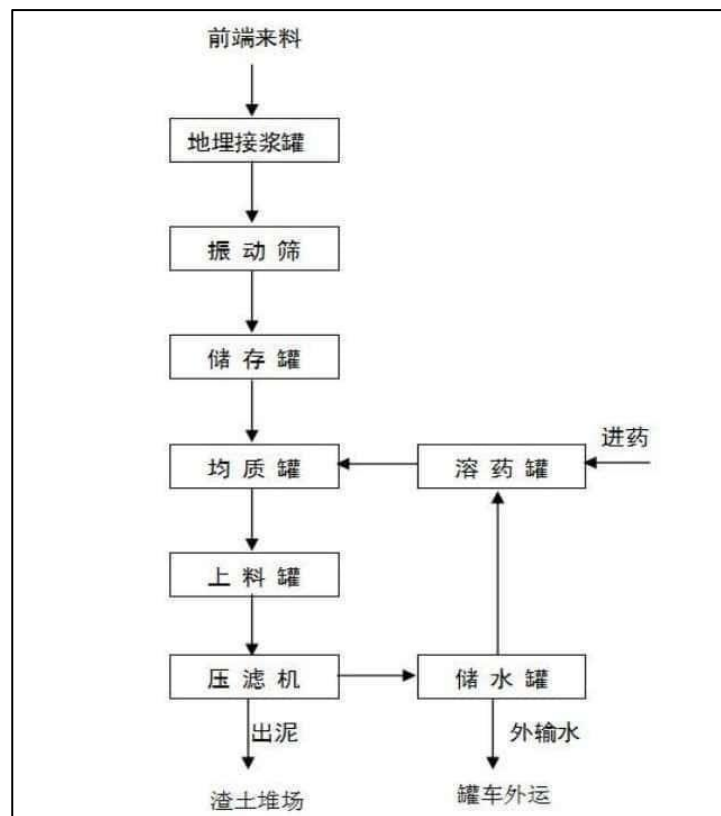 前端来料
地埋接浆罐
振动筛
储存罐
进药
均质罐
溶药罐
上料罐
压滤机
储水罐
出泥
外输水
渣土堆场
罐车外运